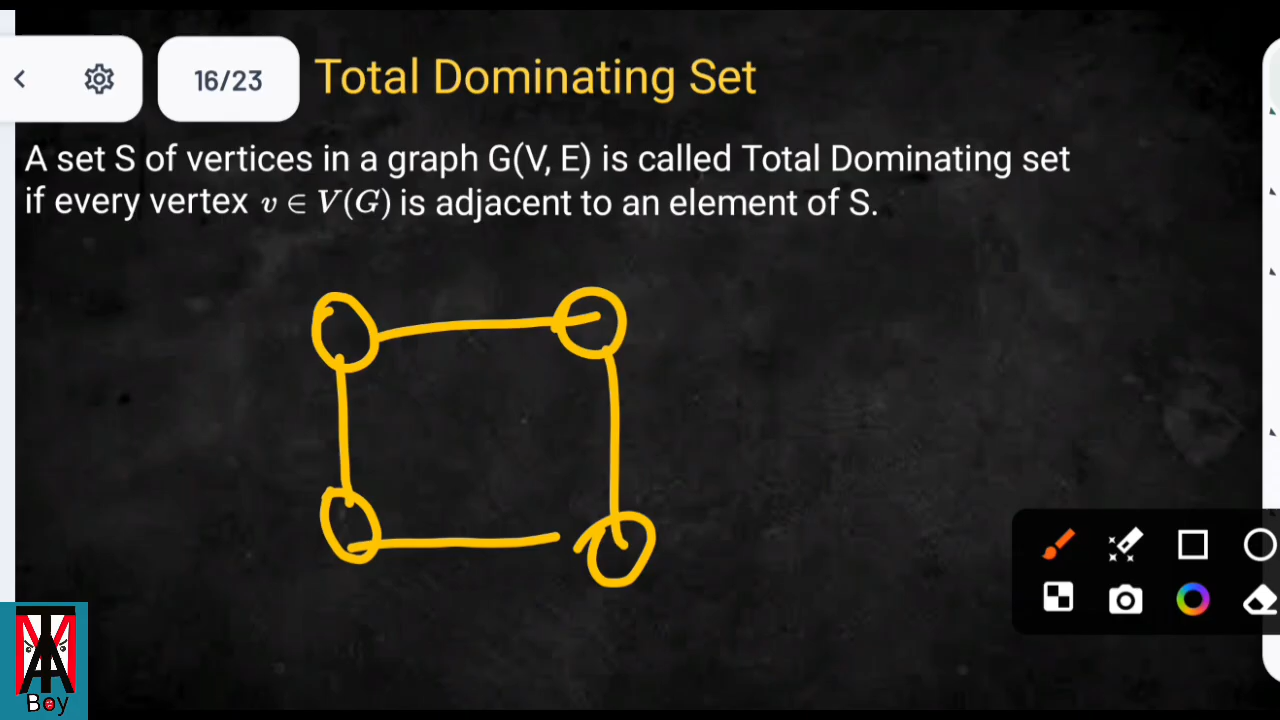 16/23
Total Dominating Set
A set S of vertices in a graph G(V, E) is called Total Dominating set
if every vertex v ∈ V(G) is adjacent to an element of S.
Boy